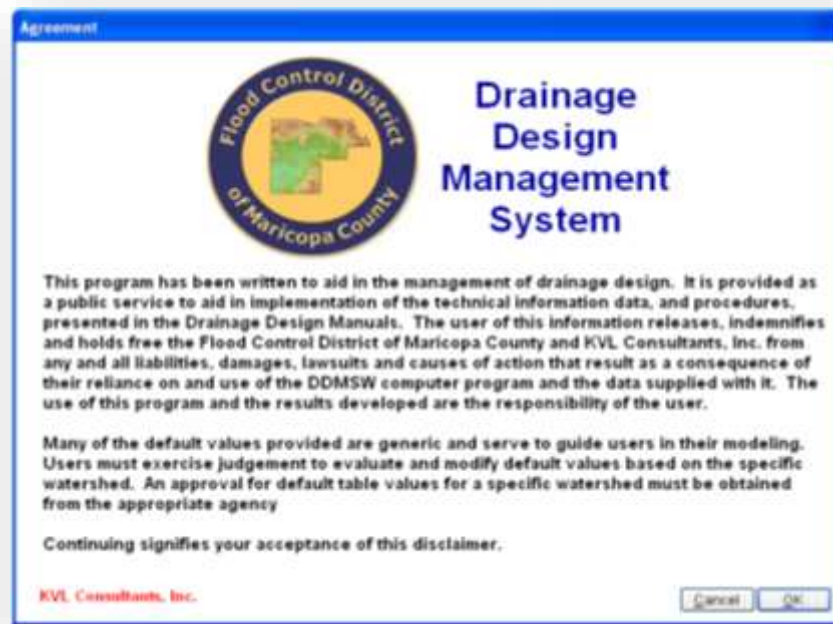 Agreement
Flood Control District
of Maricopa County
Drainage
Design
Management
System
This program has been written to aid in the management of drainage design. It is provided as
a public service to aid in implementation of the technical information data, and procedures,
presented in the Drainage Design Manuals. The user of this information releases, indemnifies
and holds free the Flood Control District of Maricopa County and KVL Consultants, Inc. from
any and all liabilities, damages, lawsuits and causes of action that result as a consequence of
their reliance on and use of the DDMSW computer program and the data supplied with it. The
use of this program and the results developed are the responsibility of the user.
Many of the default values provided are generic and serve to guide users in their modeling.
Users must exercise judgement to evaluate and modify default values based on the specific
watershed. An approval for default table values for a specific watershed must be obtained
from the appropriate agency
Continuing signifies your acceptance of this disclaimer.
KVL Consultants, Inc.
Cancel
OK